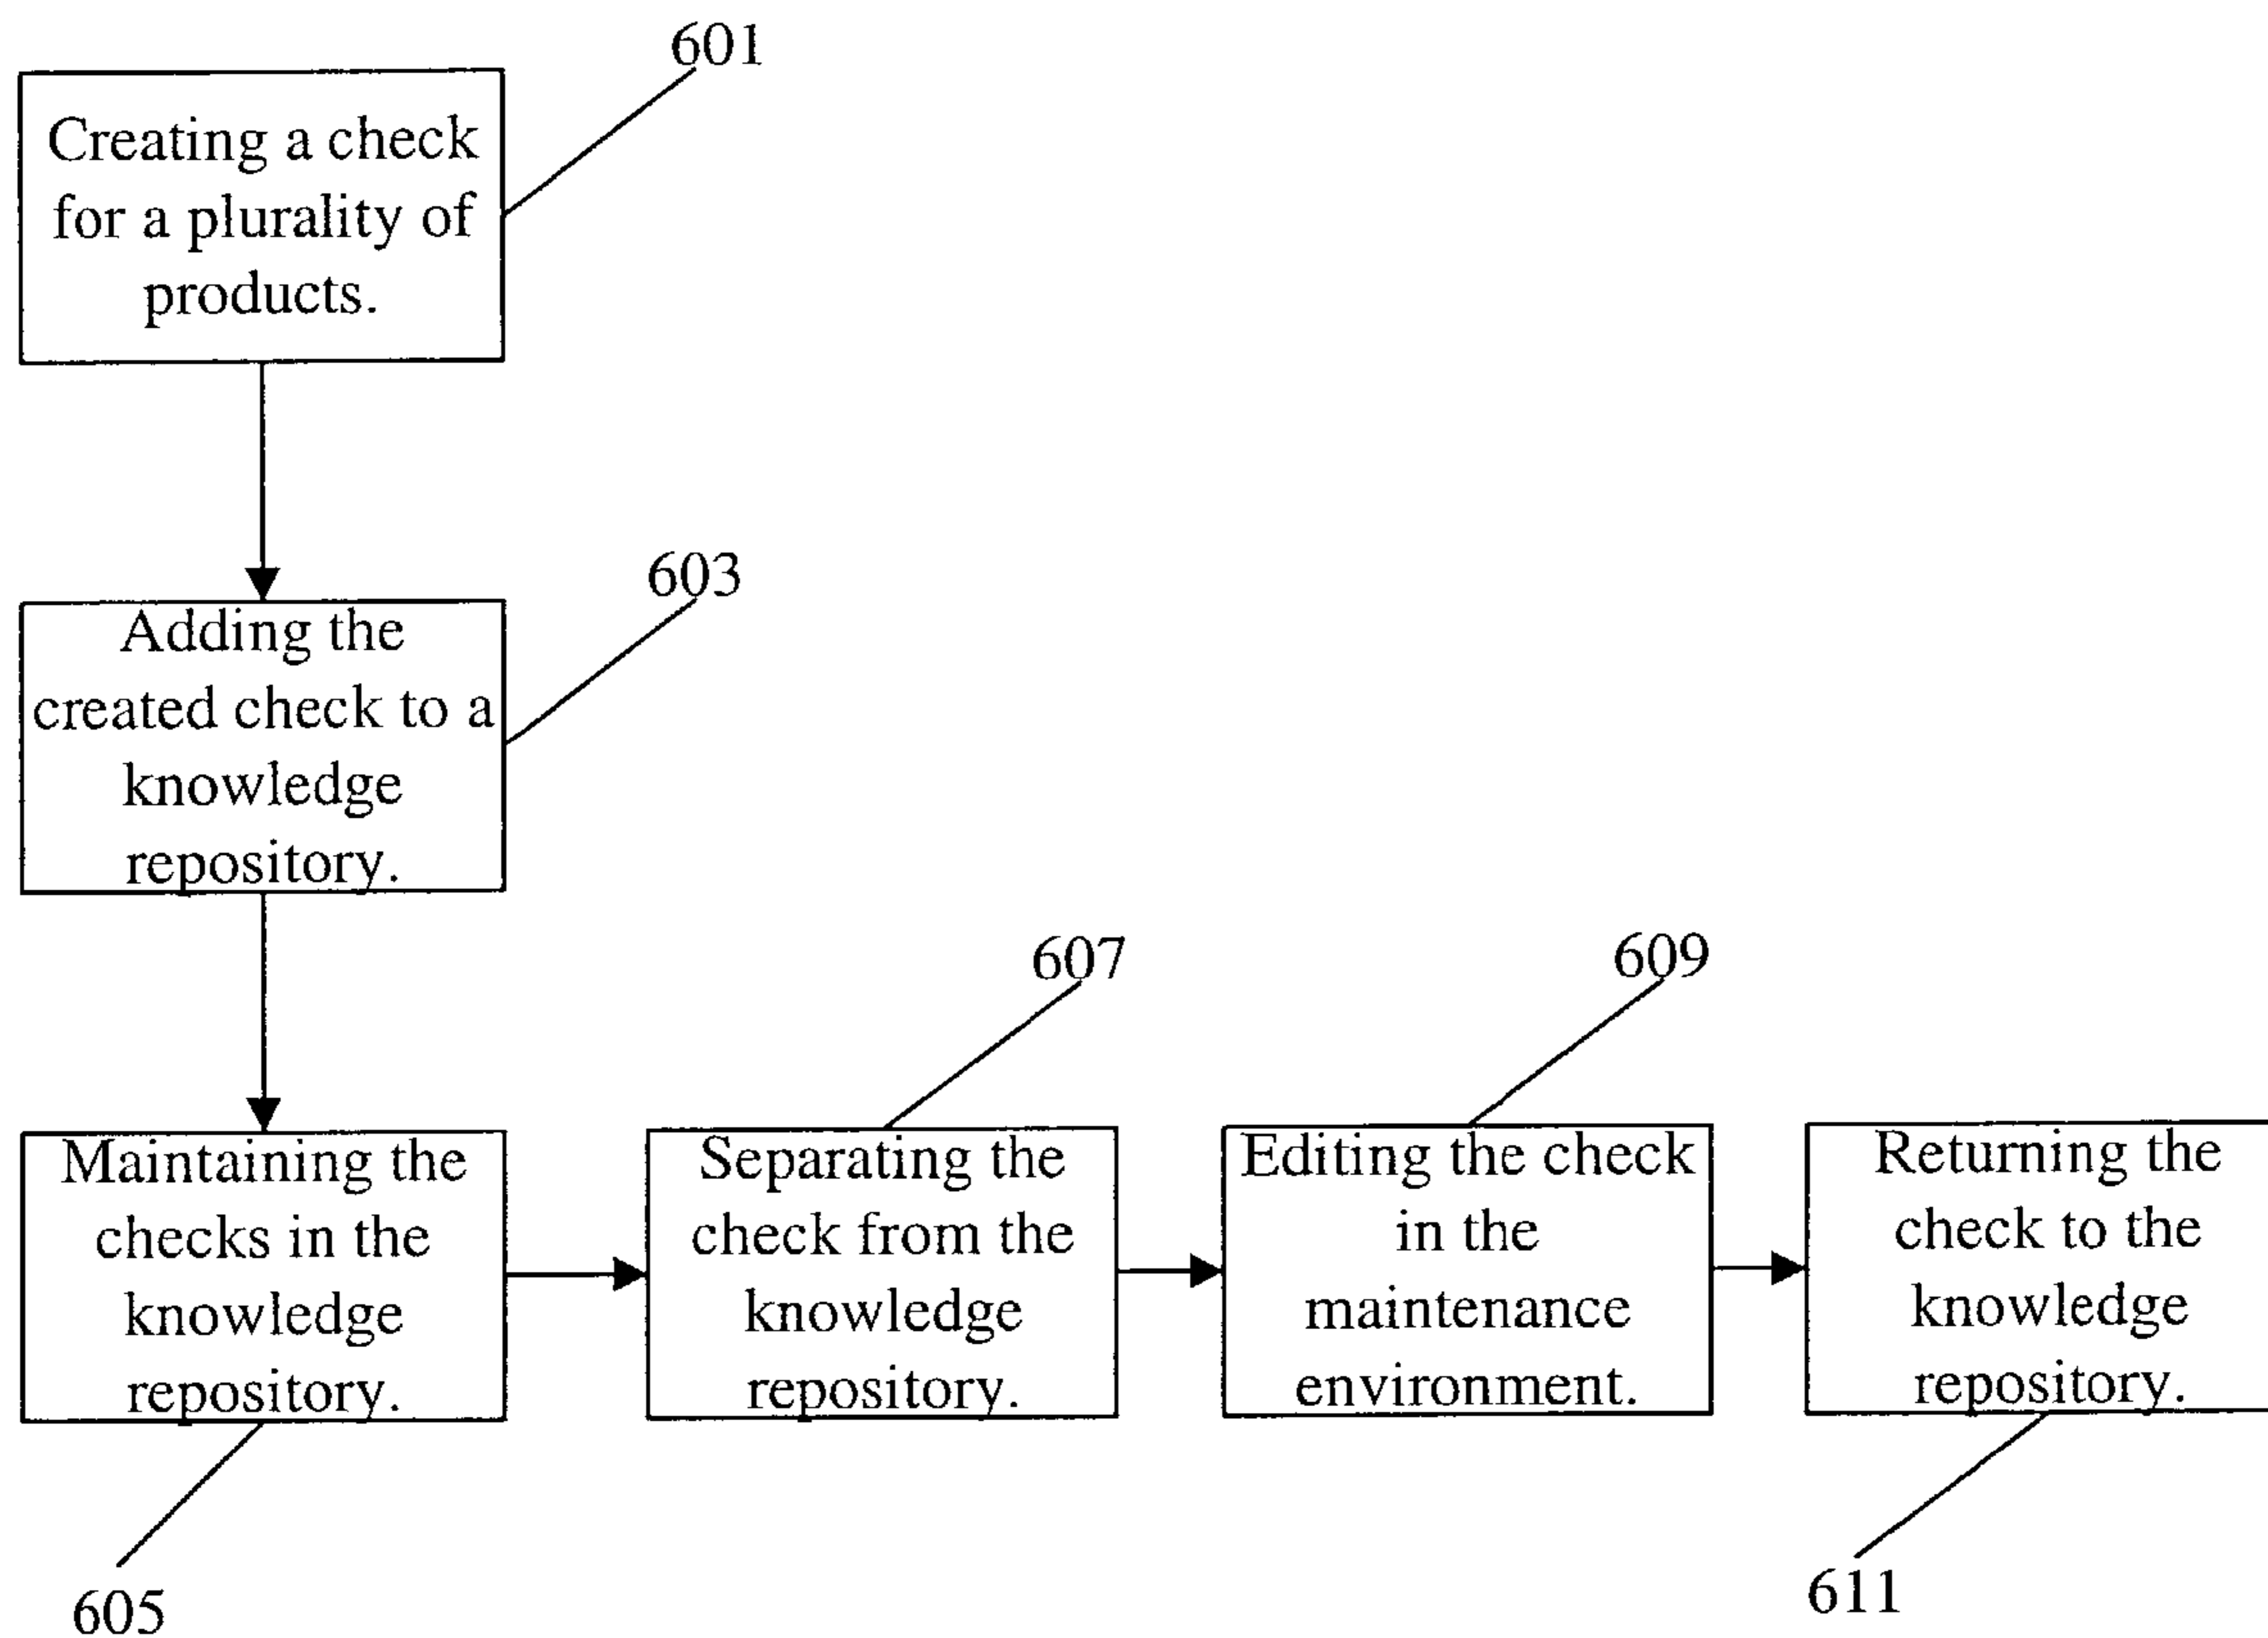 601
Creating a check
for a plurality of
products.
603
Adding the
created check to a
knowledge
repository.
607
609
Maintaining the
checks in the
knowledge
repository.
Separating the
check from the
knowledge
repository.
Editing the check
in the
maintenance
environment.
Returning the
check to the
knowledge
repository.
605
611